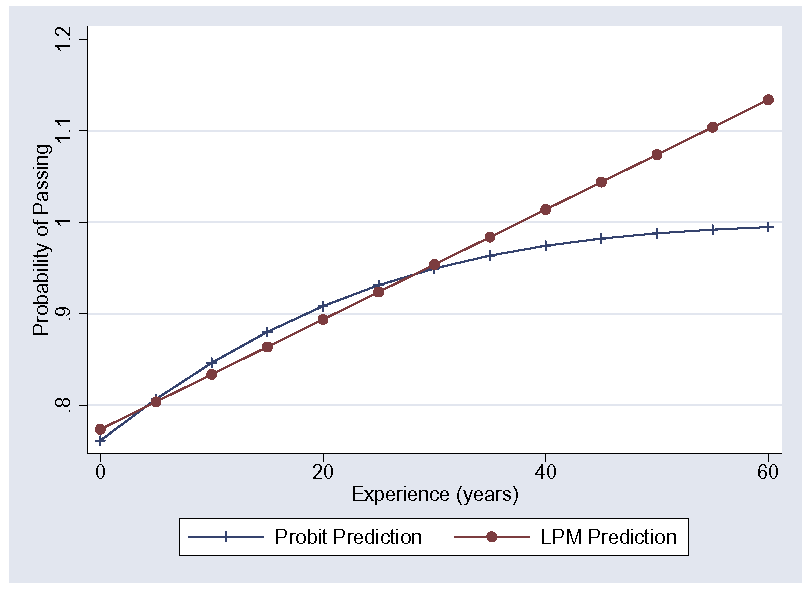 1.2
1.1
1
.9
.8
Probability of Passing
0 20 40 60
Experience (years)
Probit Prediction LPM Prediction